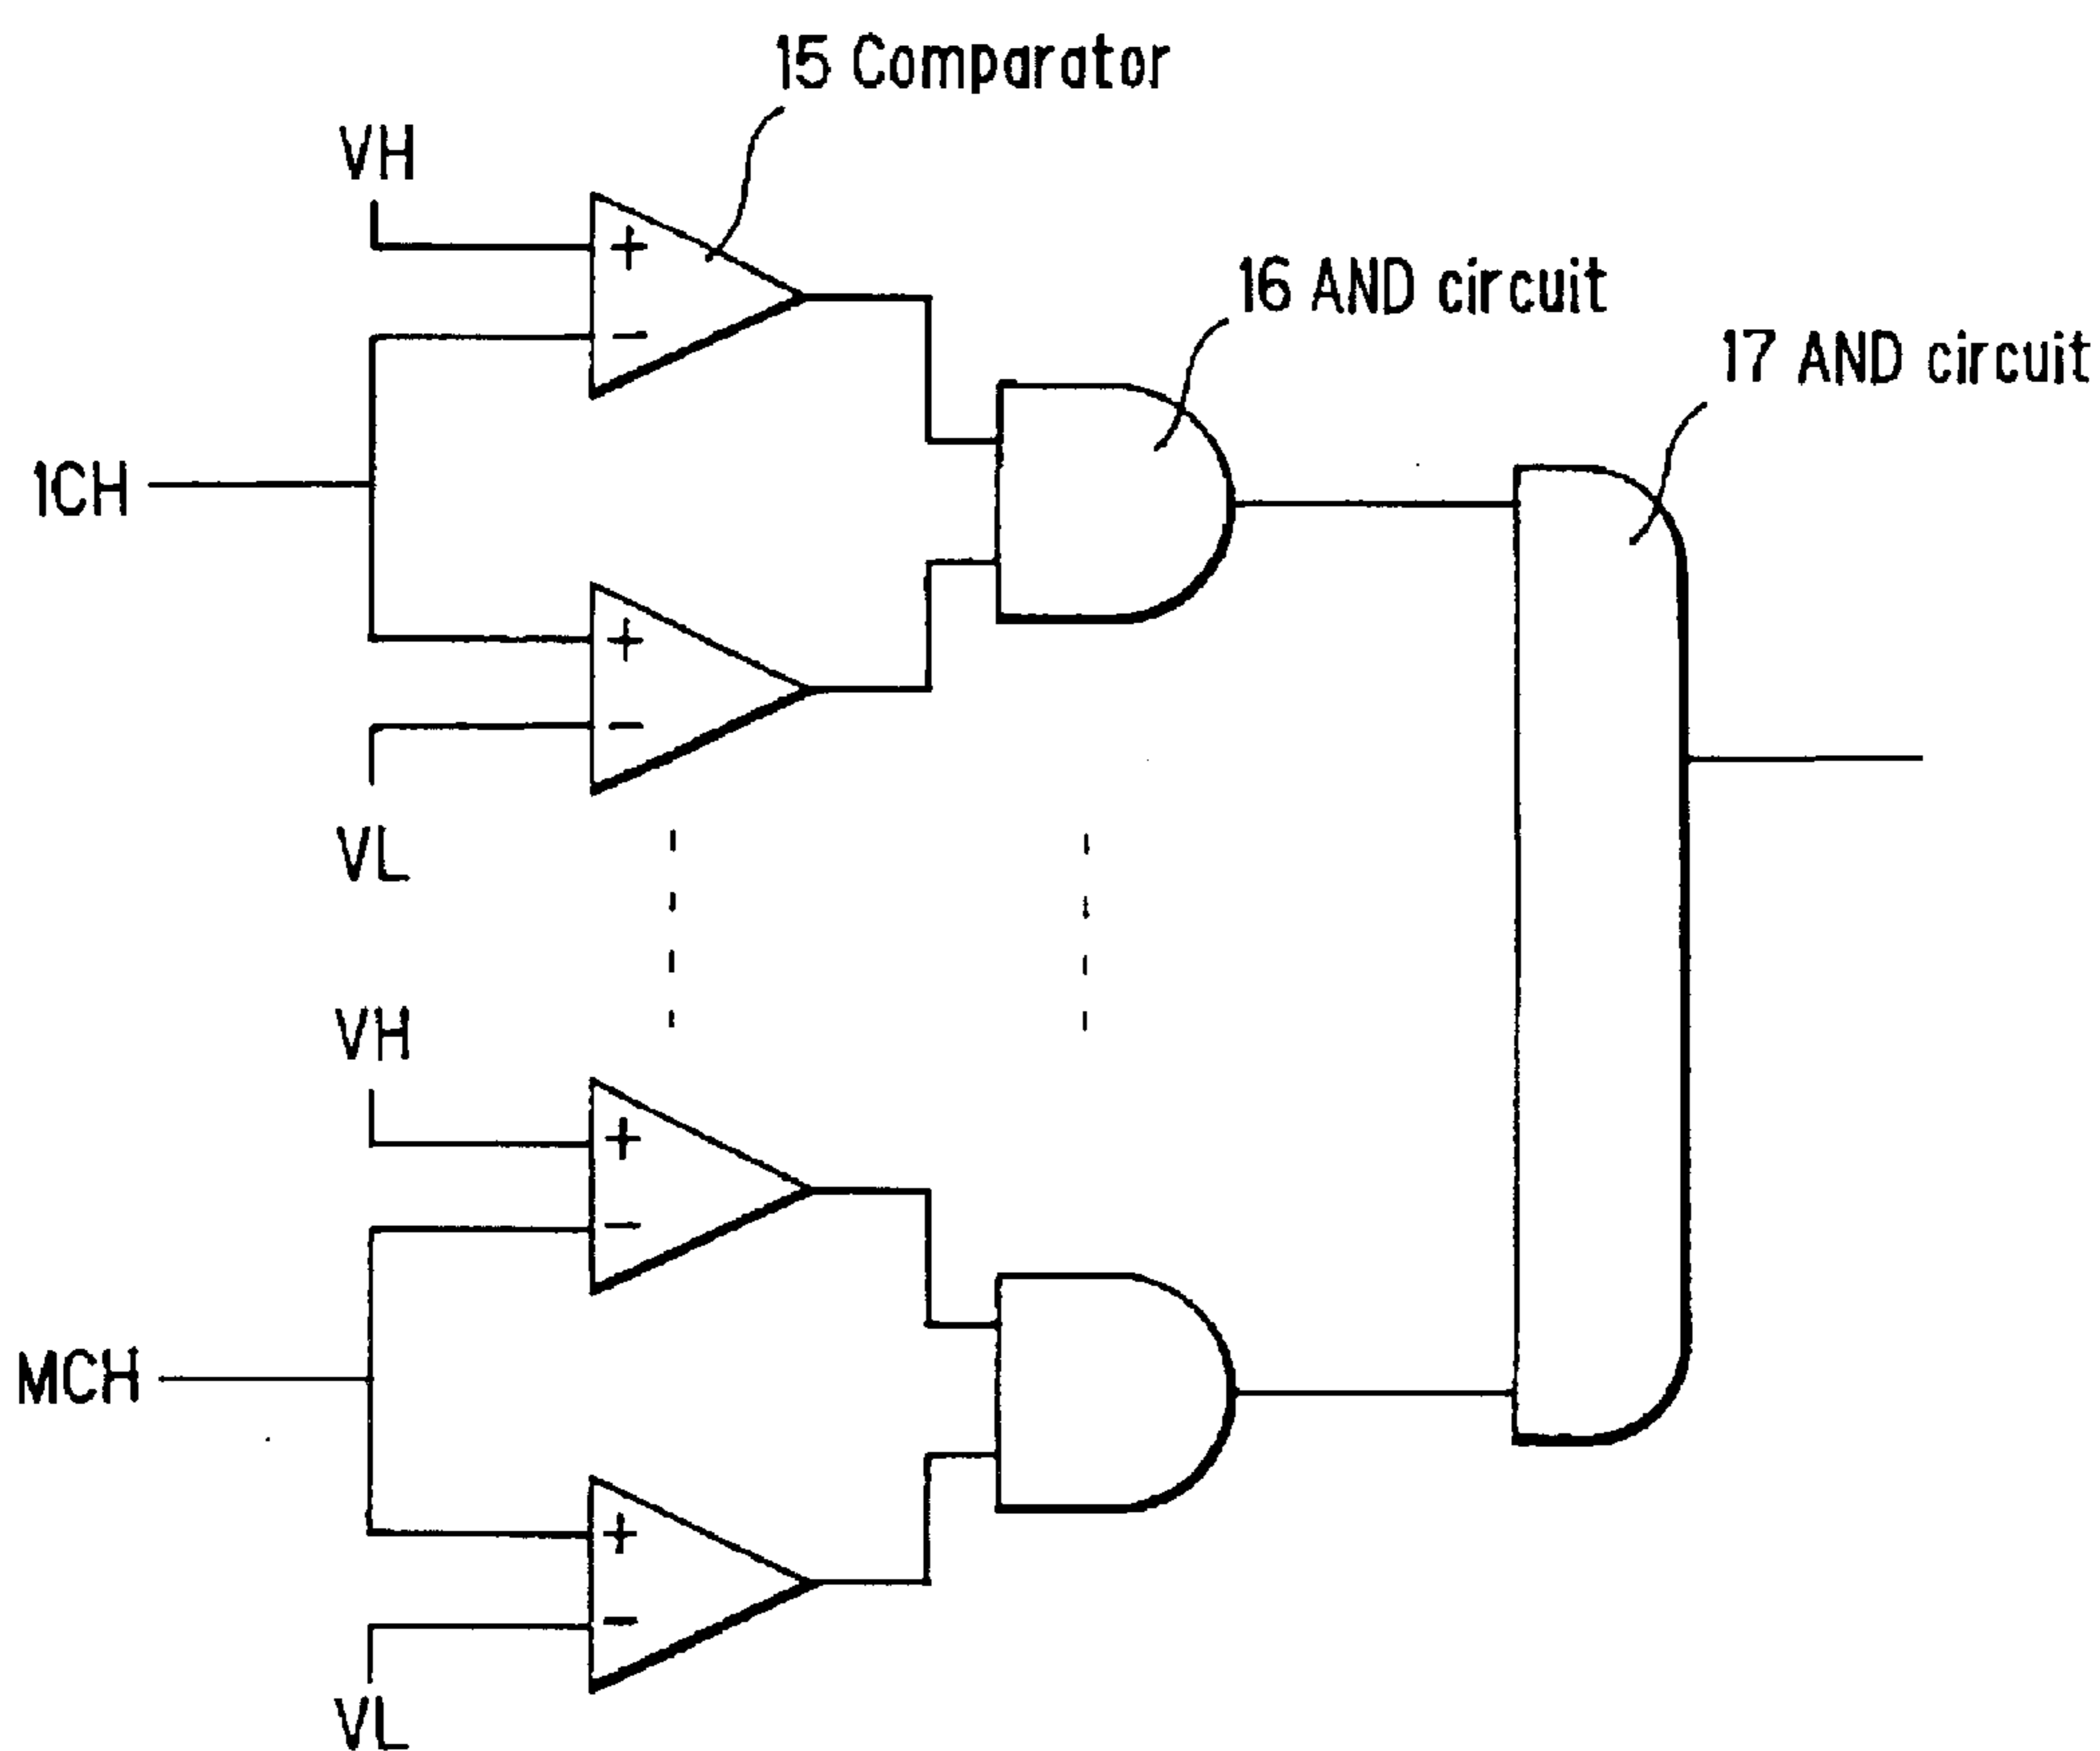 15 Comparator
VH
+
16 AND circuit
17 AND circuit
−
1CH
+
−
VL
VH
+
−
MCH
+
−
VL